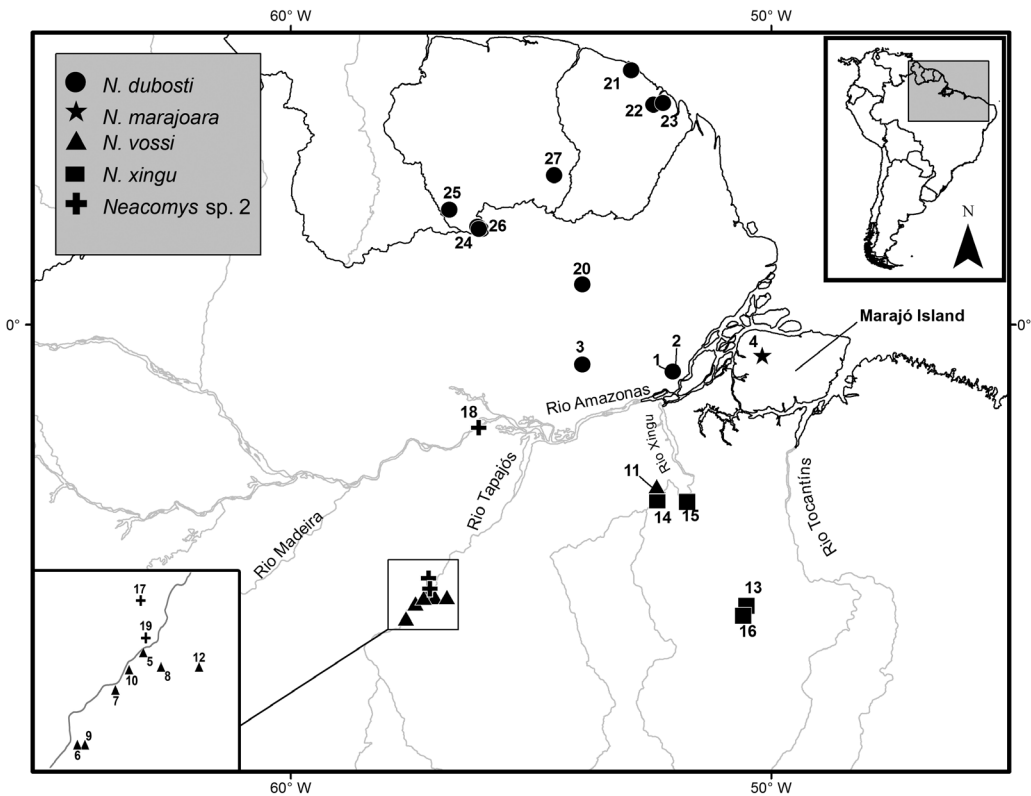 60° W
50° W
N. dubosti
N. marajoara
N. vossi
N. xingu
Neacomys sp. 2
N
21
22
23
27
25
26
24
20
0°
0°
Marajó Island
3
1
2
4
Rio Amazonas
18
Rio Xingu
Rio Tapajós
11
14
15
Rio Tocantins
Rio Madeira
13
16
17
19
5
8
12
10
7
9
6
60° W
50° W